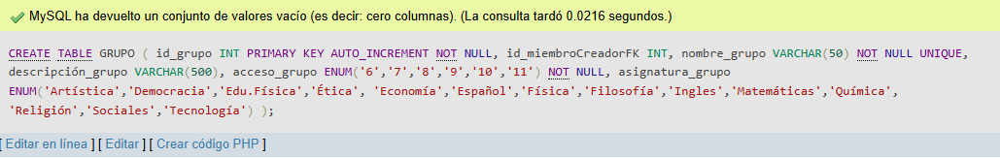 MySQL ha devuelto un conjunto de valores vacío (es decir: cero columnas). (La consulta tardó 0.0216 segundos.)
CREATE TABLE GRUPO ( id_grupo INT PRIMARY KEY AUTO_INCREMENT NOT NULL, id_miembroCreadorFK INT, nombre_grupo VARCHAR(50) NOT NULL UNIQUE,
descripción_grupo VARCHAR(500), acceso_grupo ENUM('6','7','8','9','10','11') NOT NULL, asignatura_grupo
ENUM('Artística','Democracia','Edu.Física','Ética', 'Economía','Español','Física','Filosofía','Ingles','Matemáticas','Química',
'Religión','Sociales','Tecnología') );
[ Editar en línea ] [ Editar ] [ Crear código PHP ]